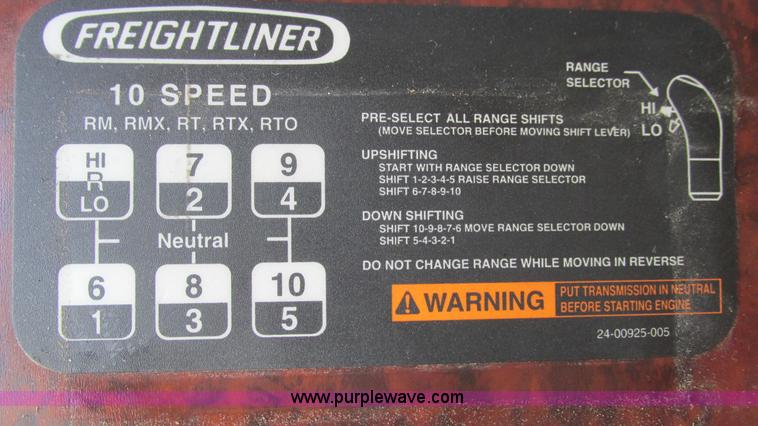 FREIGHTLINER
10 SPEED
RM, RMX, RT, RTX, RTO
HI
R
LO
7
2
9
4
Neutral
6
1
8
3
10
5
RANGE
SELECTOR
HI
LO
PRE-SELECT ALL RANGE SHIFTS
(MOVE SELECTOR BEFORE MOVING SHIFT LEVER)
UPSHIFTING
START WITH RANGE SELECTOR DOWN
SHIFT 1-2-3-4-5 RAISE RANGE SELECTOR
SHIFT 6-7-8-9-10
DOWN SHIFTING
SHIFT 10-9-8-7-6 MOVE RANGE SELECTOR DOWN
SHIFT 5-4-3-2-1
DO NOT CHANGE RANGE WHILE MOVING IN REVERSE
WARNING
PUT TRANSMISSION IN NEUTRAL
BEFORE STARTING ENGINE
24-00925-005
www.purplewave.com